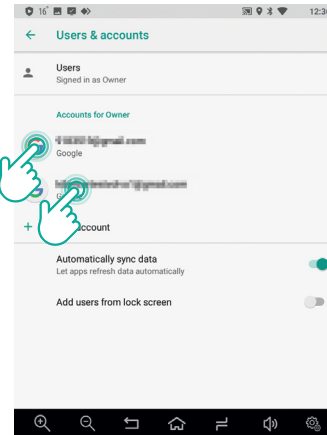 16°
12:3
Users & accounts
Users
Signed in as Owner
Accounts for Owner
Google
account
Automatically sync data
Let apps refresh data automatically
Add users from lock screen